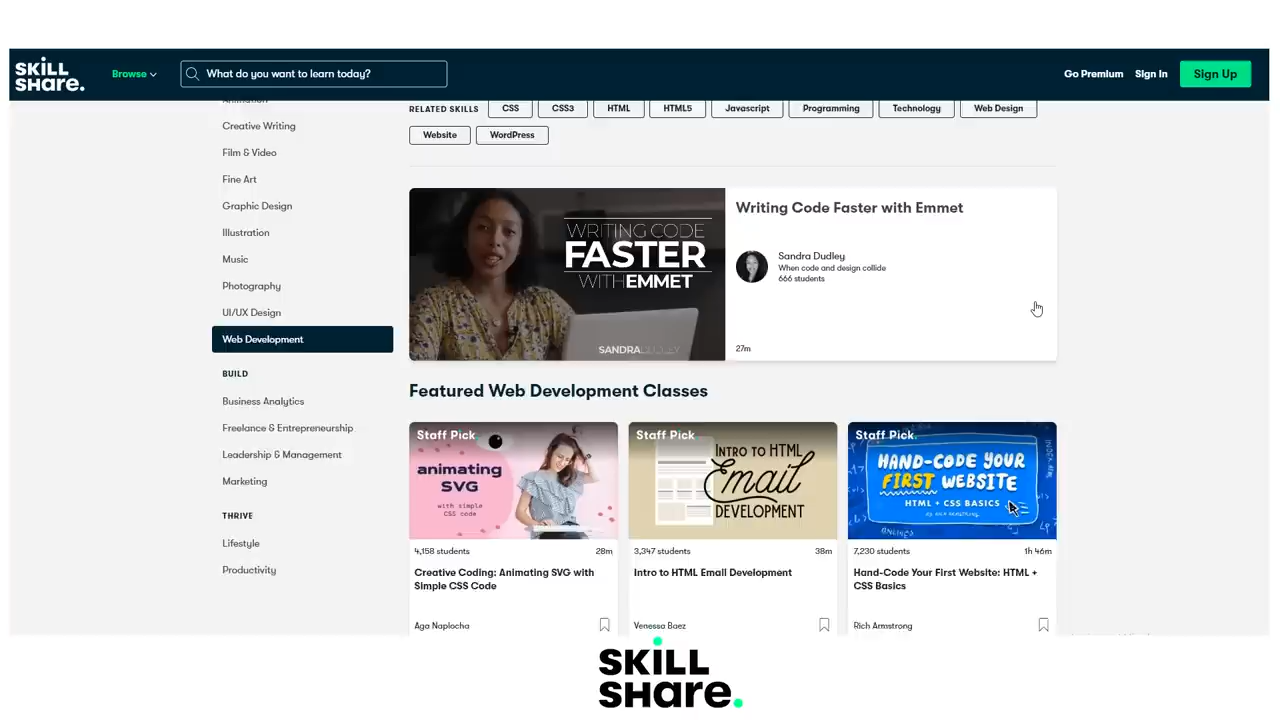 SKILL
SHARE.
Browse
What do you want to learn today?
Go Premium
Sign In
Sign Up
Animation
Creative Writing
Film & Video
Fine Art
Graphic Design
Illustration
Music
Photography
UI/UX Design
Web Development
BUILD
Business Analytics
Freelance & Entrepreneurship
Leadership & Management
Marketing
THRIVE
Lifestyle
Productivity
RELATED SKILLS
CSS
CSS3
HTML
HTML5
Javascript
Programming
Technology
Web Design
Website
WordPress
WRITING CODE
FASTER
WITH EMMET
SANDRA DUDLEY
Writing Code Faster with Emmet
Sandra Dudley
When code and design collide
666 students
27m
Featured Web Development Classes
Staff Pick.
animating
SVG
with simple
CSS code
4,158 students
28m
Creative Coding: Animating SVG with
Simple CSS Code
Aga Naplocha
Staff Pick.
INTRO TO HTML
Email
DEVELOPMENT
3,347 students
38m
Intro to HTML Email Development
Venessa Baez
Staff Pick.
HAND-CODE YOUR
FIRST WEBSITE
HTML + CSS BASICS
7,230 students
1h 46m
Hand-Code Your First Website: HTML +
CSS Basics
Rich Armstrong
SKILL
SHARE.